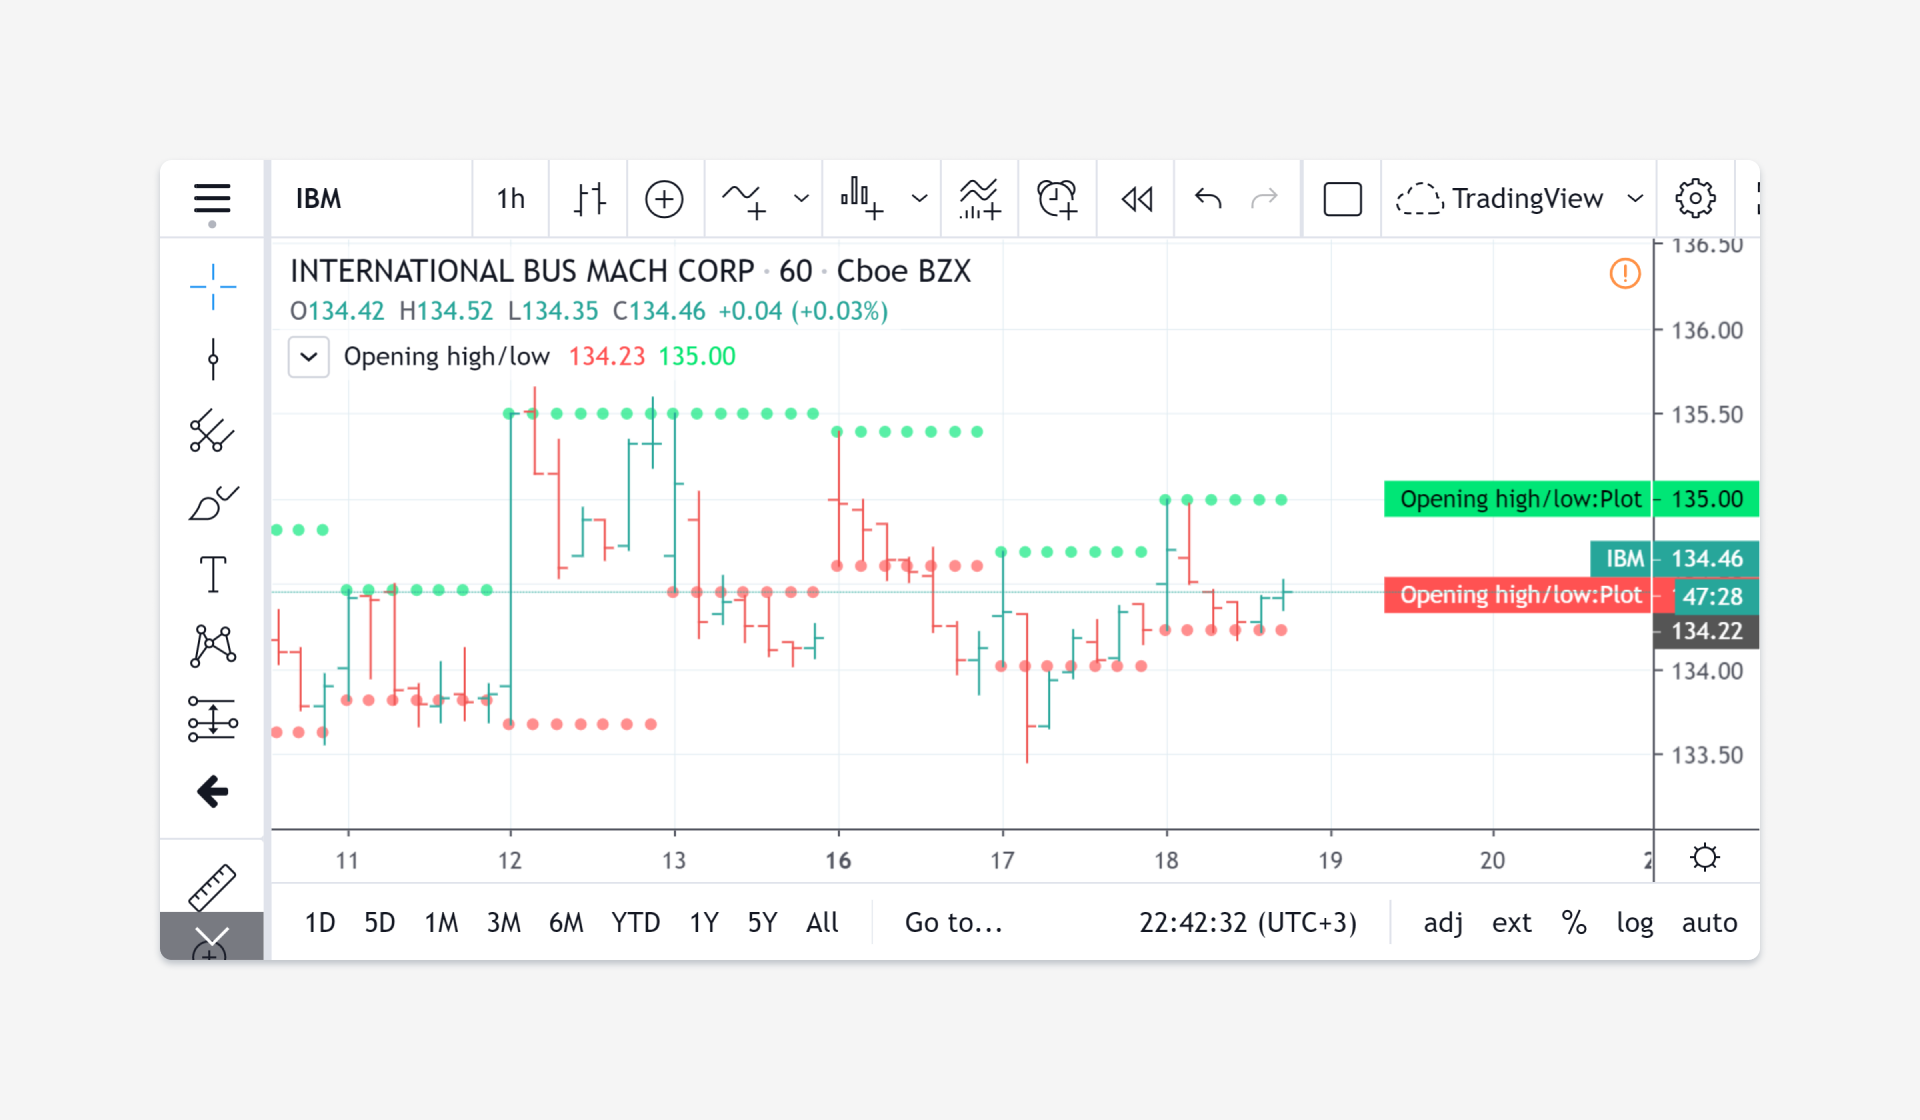 IBM 1h TradingView
INTERNATIONAL BUS MACH CORP · 60 · Cboe BZX
O134.42 H134.52 L134.35 C134.46 +0.04 (+0.03%)
Opening high/low 134.23 135.00
136.50
136.00
135.50
Opening high/low:Plot 135.00
IBM 134.46
Opening high/low:Plot 47:28
134.22
134.00
133.50
11 12 13 16 17 18 19 20
1D 5D 1M 3M 6M YTD 1Y 5Y All Go to... 22:42:32 (UTC+3) adj ext % log auto